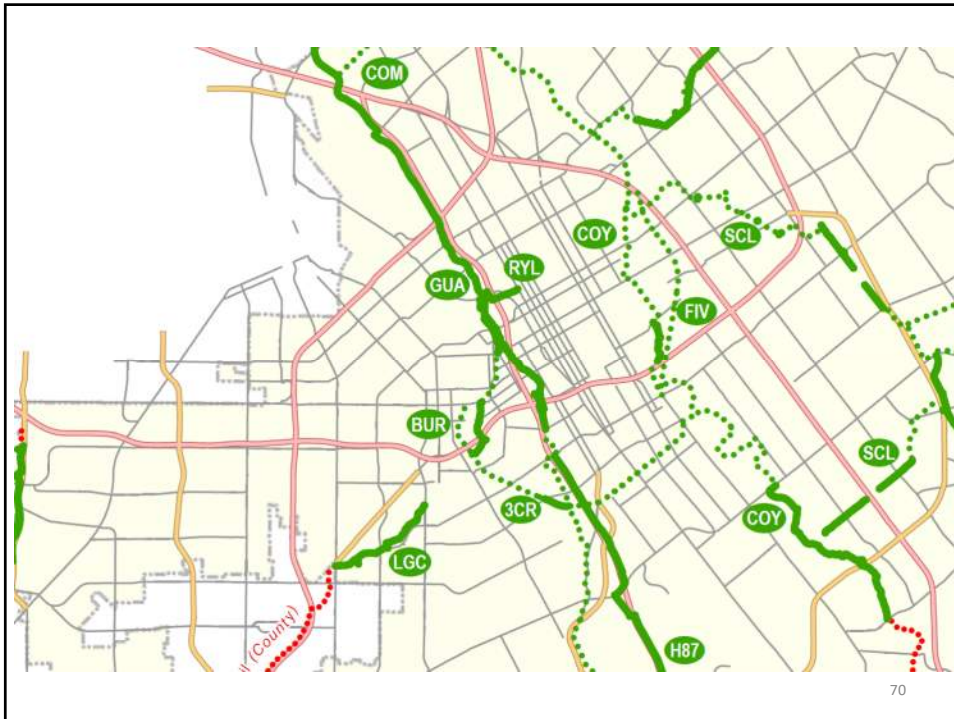 COM
COY
SCL
RYL
GUA
FIV
BUR
SCL
3CR
COY
LGC
(County)
H87
70